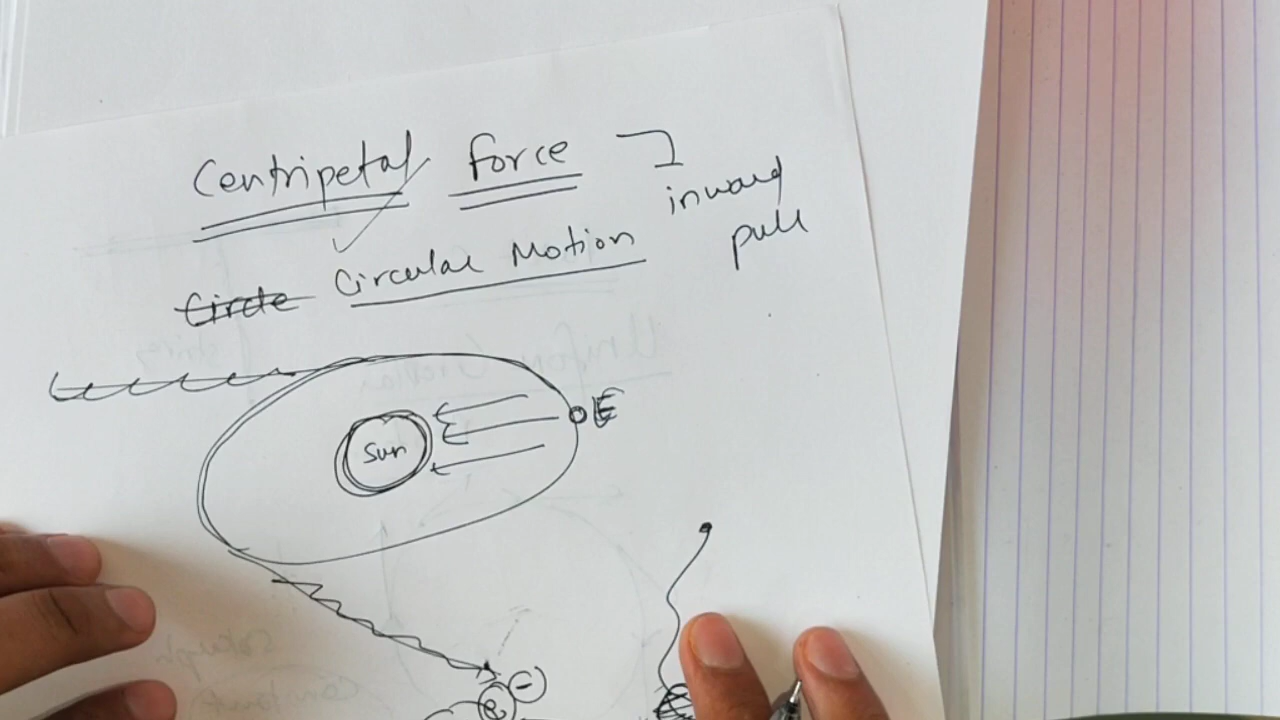 Centripetal force
inward
pull
Circle Circular Motion
Sun
E